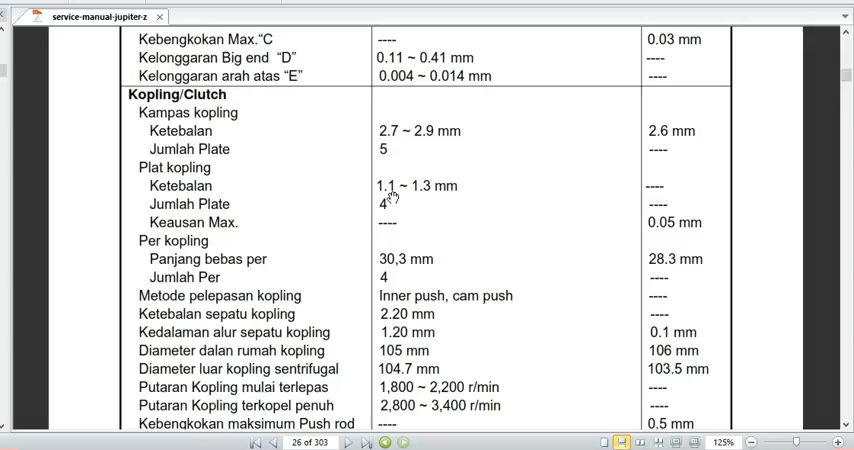 service-manual-jupiter-z
Kebengkokan Max.“C ---- 0.03 mm
Kelonggaran Big end “D” 0.11 ~ 0.41 mm ----
Kelonggaran arah atas “E” 0.004 ~ 0.014 mm ----
Kopling/Clutch
Kampas kopling
Ketebalan 2.7 ~ 2.9 mm 2.6 mm
Jumlah Plate 5 ----
Plat kopling
Ketebalan 1.1 ~ 1.3 mm ----
Jumlah Plate 4 ----
Keausan Max. ---- 0.05 mm
Per kopling
Panjang bebas per 30,3 mm 28.3 mm
Jumlah Per 4 ----
Metode pelepasan kopling Inner push, cam push ----
Ketebalan sepatu kopling 2.20 mm ----
Kedalaman alur sepatu kopling 1.20 mm 0.1 mm
Diameter dalan rumah kopling 105 mm 106 mm
Diameter luar kopling sentrifugal 104.7 mm 103.5 mm
Putaran Kopling mulai terlepas 1,800 ~ 2,200 r/min ----
Putaran Kopling terkopel penuh 2,800 ~ 3,400 r/min ----
Kebengkokan maksimum Push rod ---- 0.5 mm
26 of 303 125%